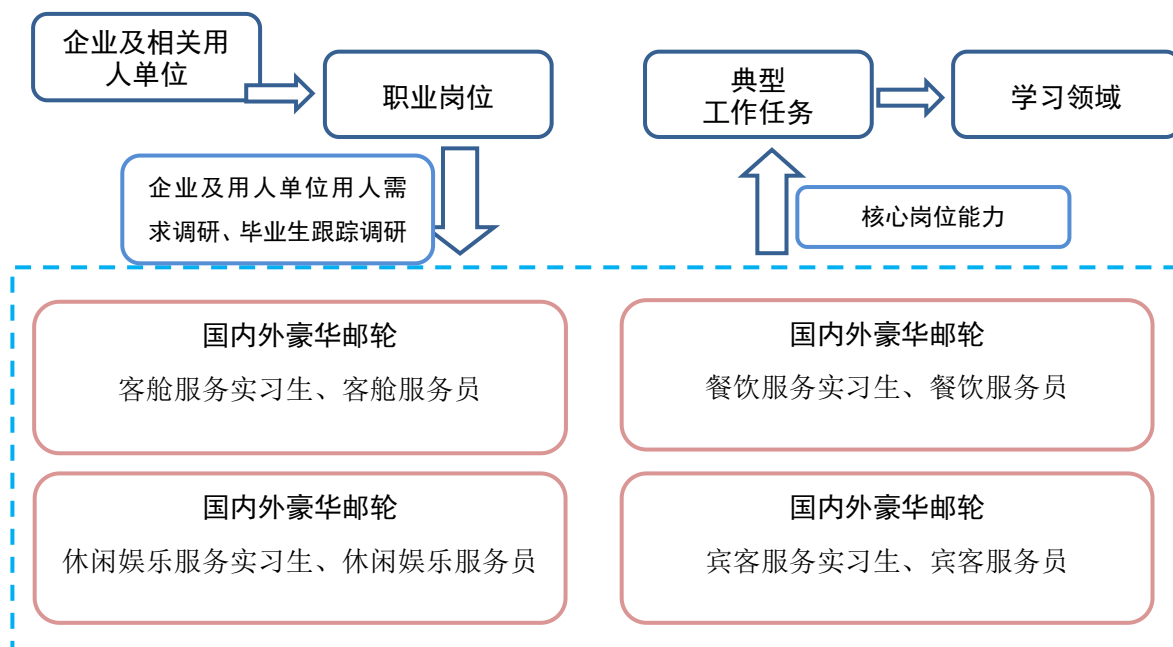 企业及相关用
人单位
职业岗位
典型
工作任务
学习领域
企业及用人单位用人需
求调研、毕业生跟踪调研
核心岗位能力
国内外豪华邮轮
客舱服务实习生、客舱服务员
国内外豪华邮轮
餐饮服务实习生、餐饮服务员
国内外豪华邮轮
休闲娱乐服务实习生、休闲娱乐服务员
国内外豪华邮轮
宾客服务实习生、宾客服务员